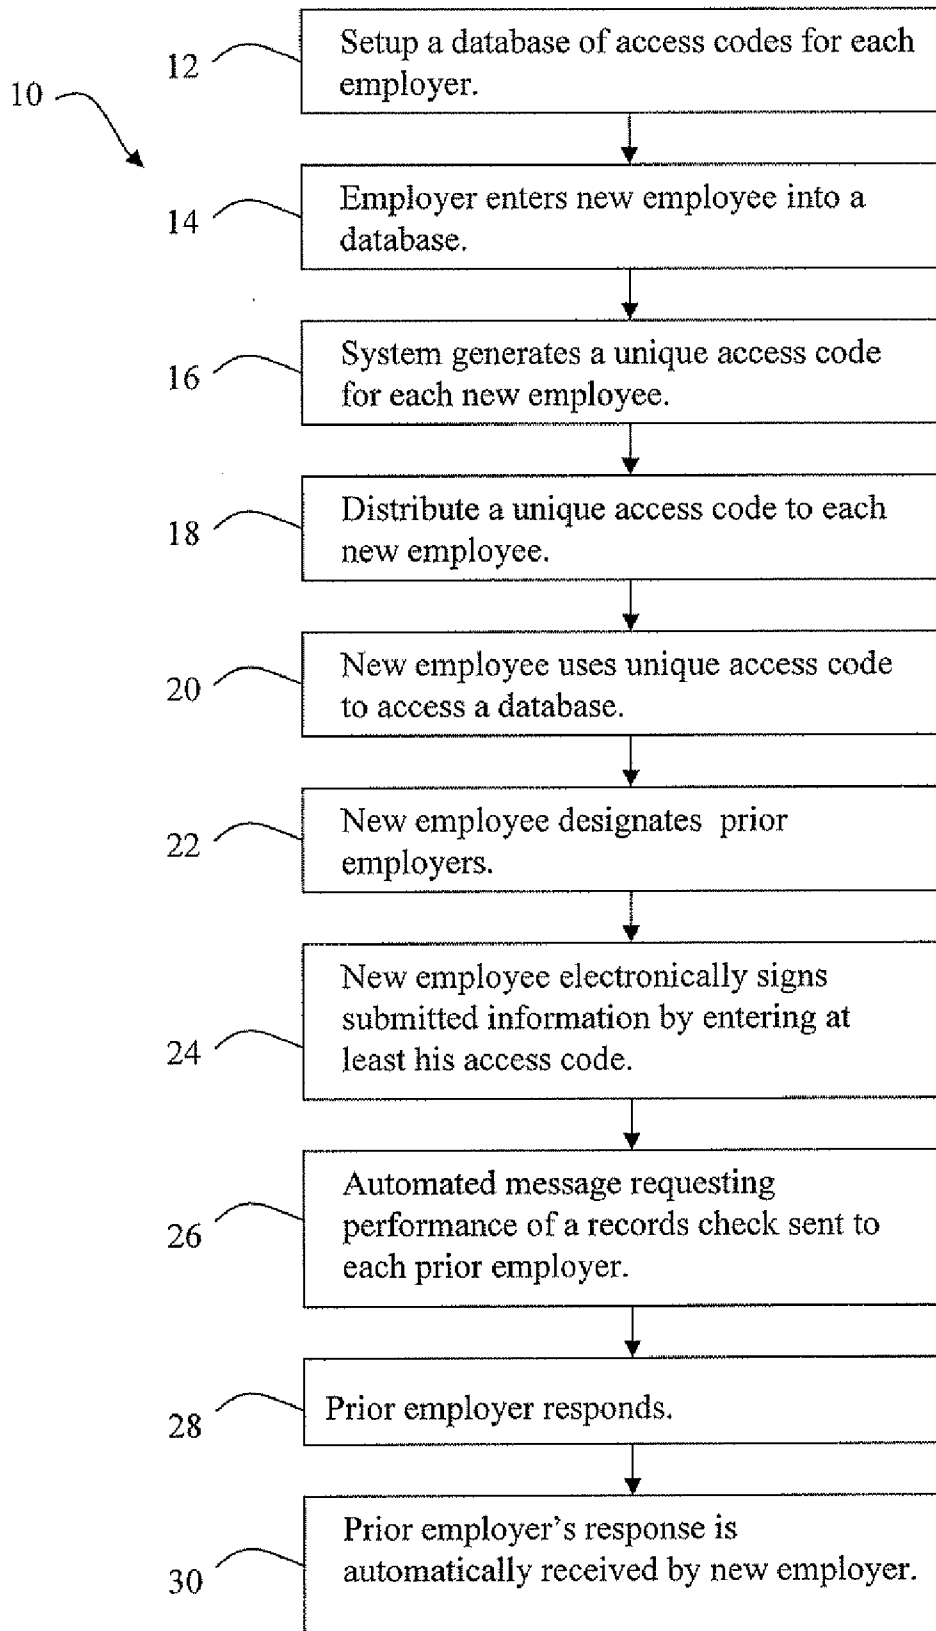 10
12
Setup a database of access codes for each
employer.
14
Employer enters new employee into a
database.
16
System generates a unique access code
for each new employee.
18
Distribute a unique access code to each
new employee.
20
New employee uses unique access code
to access a database.
22
New employee designates prior
employers.
24
New employee electronically signs
submitted information by entering at
least his access code.
26
Automated message requesting
performance of a records check sent to
each prior employer.
28
Prior employer responds.
30
Prior employer's response is
automatically received by new employer.